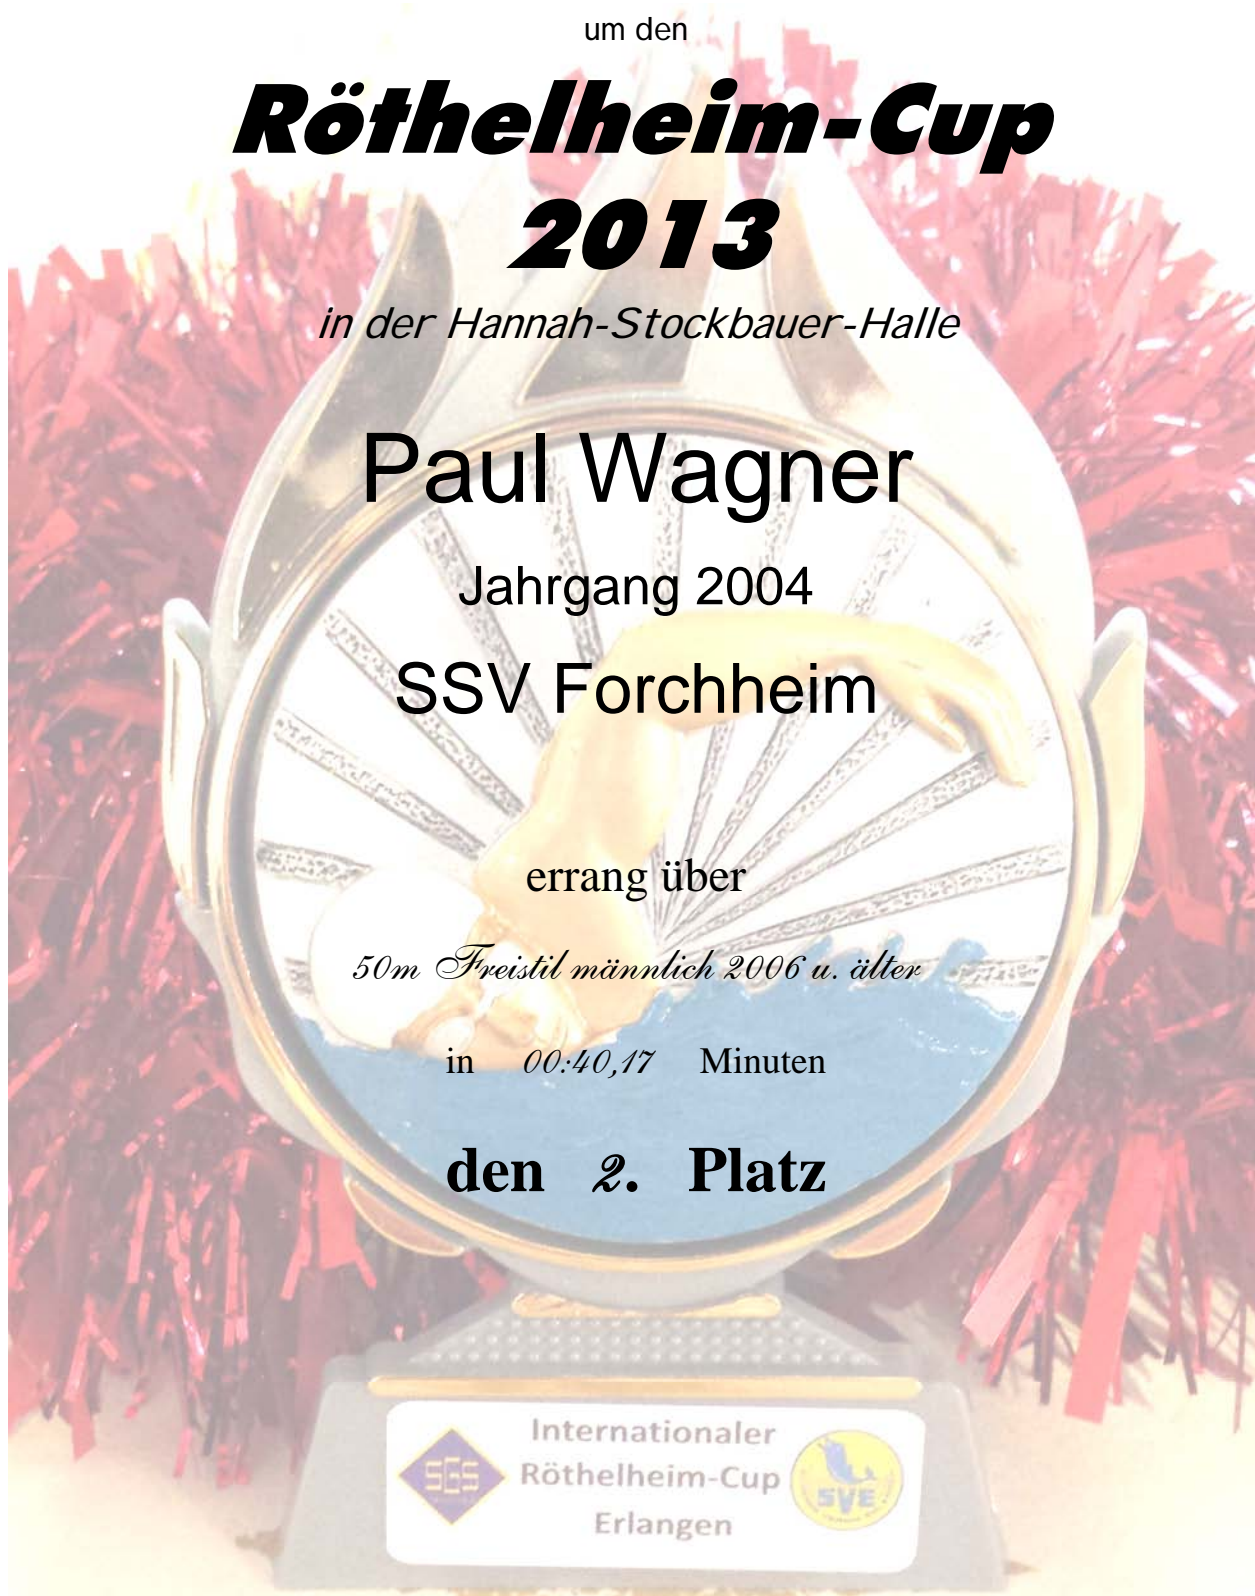 um den
Röthelheim-Cup
2013
in der Hannah-Stockbauer-Halle
Paul Wagner
Jahrgang 2004
SSV Forchheim
errang über
50m Freistil männlich 2006 u. älter
in 00:40,17 Minuten
den 2. Platz
Internationaler
SGS Röthelheim-Cup SVE
Erlangen